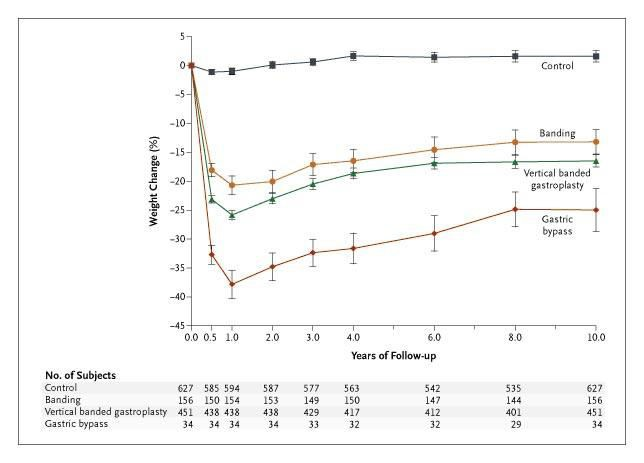 5
0
−5
−10
−15
−20
−25
−30
−35
−40
−45
Weight Change (%)
Control
Banding
Vertical banded
gastroplasty
Gastric
bypass
0.0 0.5 1.0 2.0 3.0 4.0 6.0 8.0 10.0
Years of Follow-up
No. of Subjects
Control 627 585 594 587 577 563 542 535 627
Banding 156 150 154 153 149 150 147 144 156
Vertical banded gastroplasty 451 438 438 438 429 417 412 401 451
Gastric bypass 34 34 34 34 33 32 32 29 34